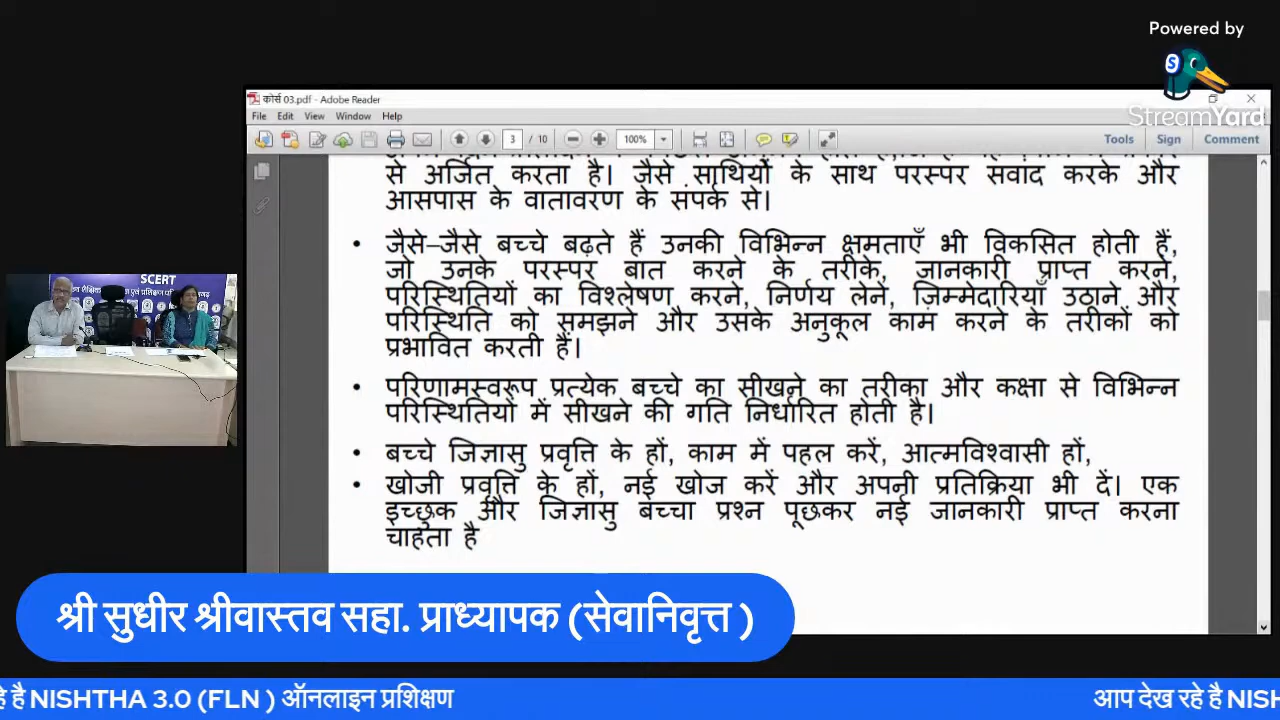 Powered by
S
StreamYard
कोर्स 03.pdf - Adobe Reader
File Edit View Window Help
3 / 10 100% Tools Sign Comment
से अर्जित करता है। जैसे साथियों के साथ परस्पर संवाद करके और
आसपास के वातावरण के संपर्क से।
• जैसे–जैसे बच्चे बढ़ते हैं उनकी विभिन्न क्षमताएँ भी विकसित होती हैं,
जो उनके परस्पर बात करने के तरीके, जानकारी प्राप्त करने,
परिस्थितियों का विश्लेषण करने, निर्णय लेने, ज़िम्मेदारियाँ उठाने और
परिस्थिति को समझने और उसके अनुकूल काम करने के तरीकों को
प्रभावित करती हैं।
• परिणामस्वरूप प्रत्येक बच्चे का सीखने का तरीका और कक्षा से विभिन्न
परिस्थितियों में सीखने की गति निर्धारित होती है।
• बच्चे जिज्ञासु प्रवृत्ति के हों, काम में पहल करें, आत्मविश्वासी हों,
• खोजी प्रवृत्ति के हों, नई खोज करें और अपनी प्रतिक्रिया भी दें। एक
इच्छुक और जिज्ञासु बच्चा प्रश्न पूछकर नई जानकारी प्राप्त करना
चाहता है
SCERT
श्री सुधीर श्रीवास्तव सहा. प्राध्यापक (सेवानिवृत्त )
हे है NISHTHA 3.0 (FLN ) ऑनलाइन प्रशिक्षण आप देख रहे है NISH